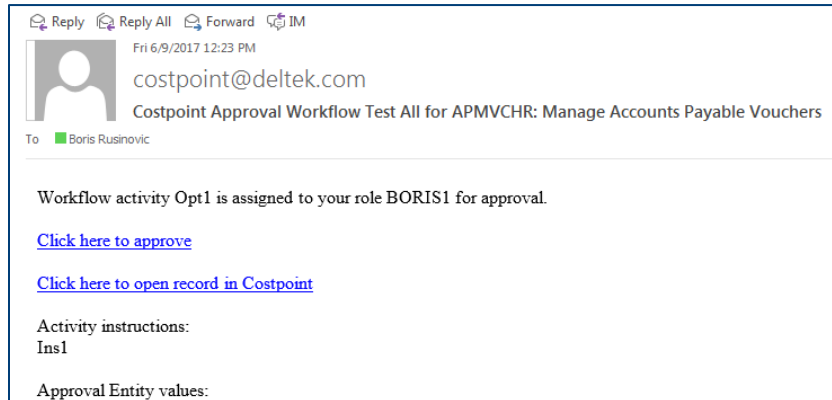 Reply Reply All Forward IM
Fri 6/9/2017 12:23 PM
costpoint@deltek.com
Costpoint Approval Workflow Test All for APMVCHR: Manage Accounts Payable Vouchers
To Boris Rusinovic
Workflow activity Opt1 is assigned to your role BORIS1 for approval.
Click here to approve
Click here to open record in Costpoint
Activity instructions:
Ins1
Approval Entity values: